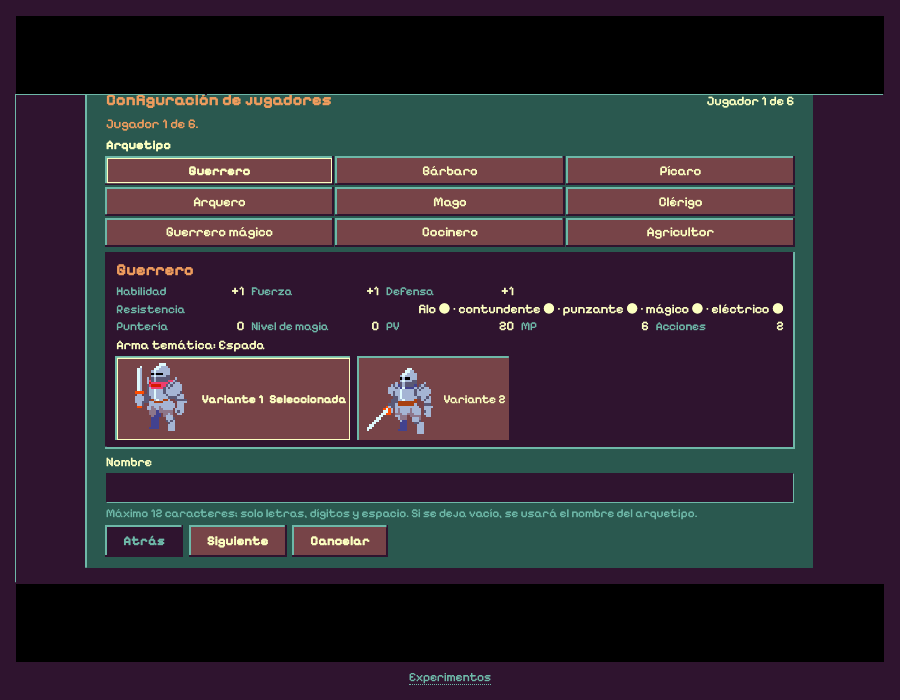 Configuración de jugadores
Jugador 1 de 6
Jugador 1 de 6.
Arquetipo
Guerrero
Bárbaro
Pícaro
Arquero
Mago
Clérigo
Guerrero mágico
Cocinero
Agricultor
Guerrero
Habilidad +1 Fuerza +1 Defensa +1
Resistencia filo ● · contundente ● · punzante ● · mágico ● · eléctrico ●
Puntería 0 Nivel de magia 0 PV 20 MP 6 Acciones 2
Arma temática: Espada
Variante 1 Seleccionada
Variante 2
Nombre
Máximo 12 caracteres: solo letras, dígitos y espacio. Si se deja vacío, se usará el nombre del arquetipo.
Atrás
Siguiente
Cancelar
Experimentos